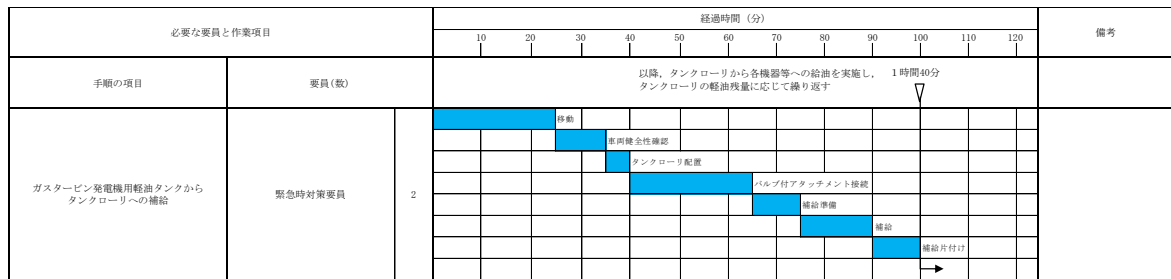 必要な要員と作業項目
経過時間（分）
備考
10 20 30 40 50 60 70 80 90 100 110 120
手順の項目
要員(数)
以降，タンクローリから各機器等への給油を実施し，
タンクローリの軽油残量に応じて繰り返す
1時間40分
移動
車両健全性確認
タンクローリ配置
バルブ付アタッチメント接続
補給準備
補給
補給片付け
ガスタービン発電機用軽油タンクから
タンクローリへの補給
緊急時対策要員
2